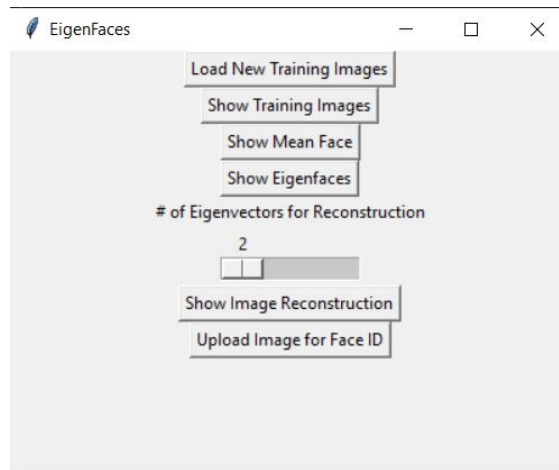 EigenFaces
Load New Training Images
Show Training Images
Show Mean Face
Show Eigenfaces
# of Eigenvectors for Reconstruction
2
Show Image Reconstruction
Upload Image for Face ID